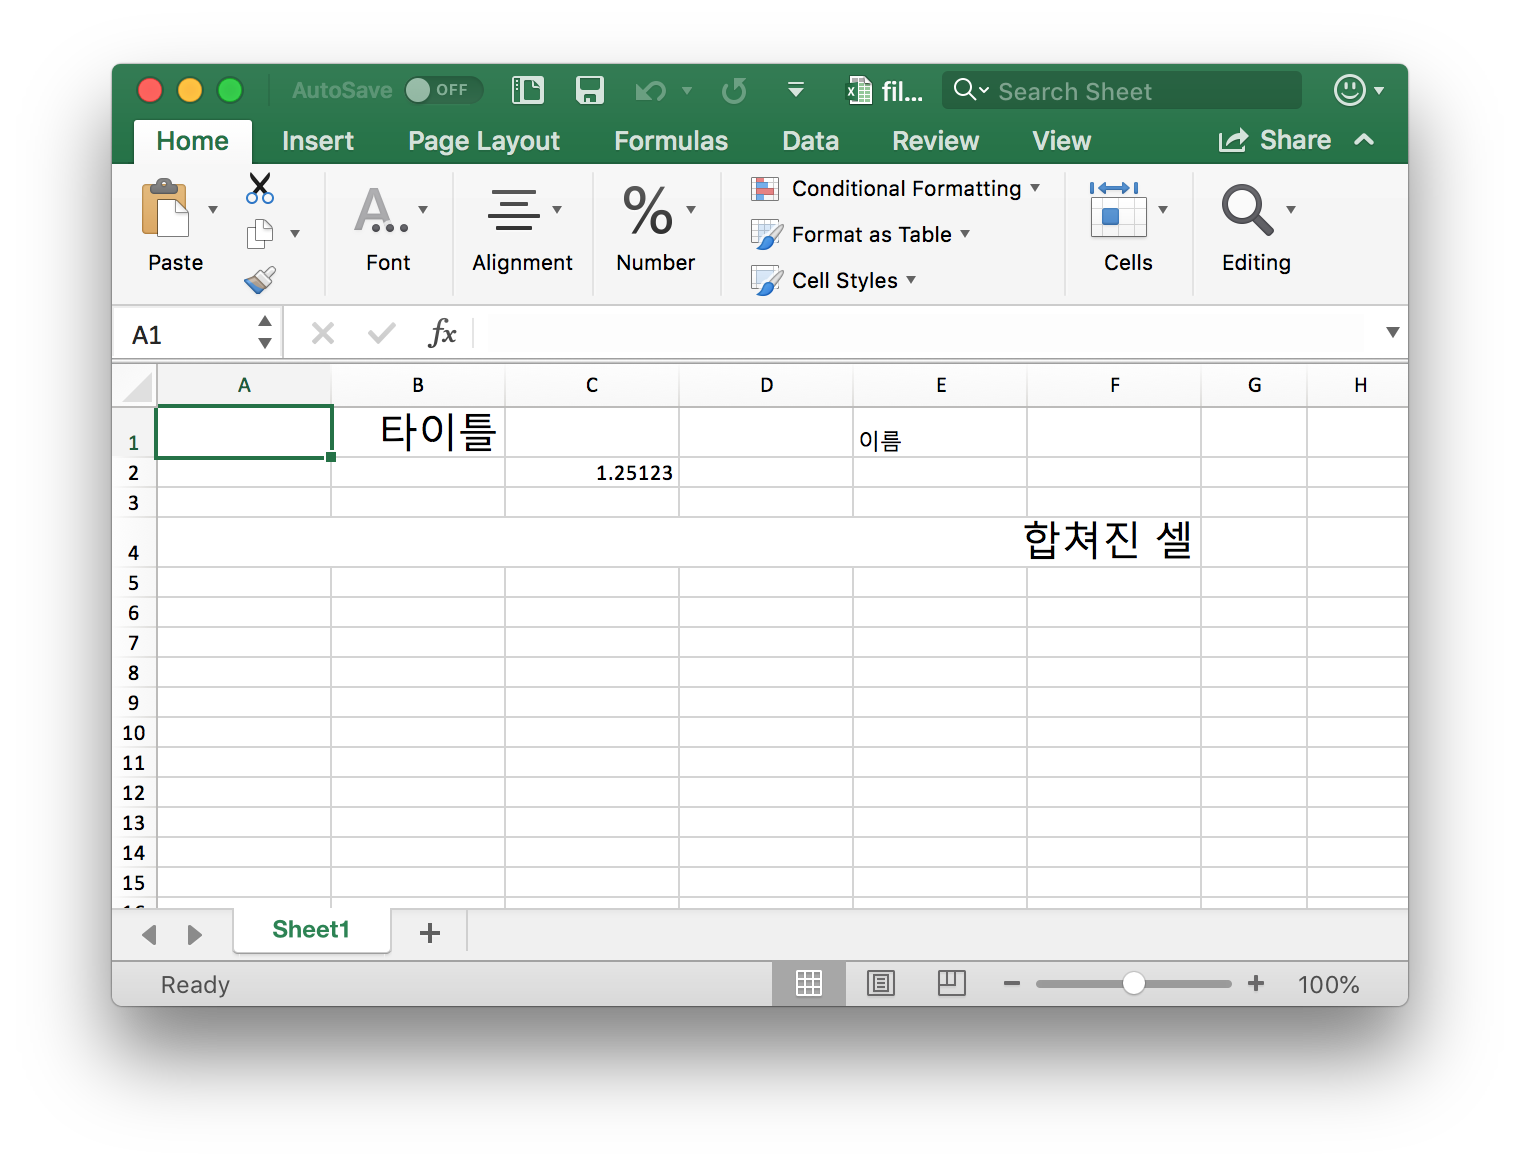 AutoSave OFF fil... Search Sheet
Home Insert Page Layout Formulas Data Review View Share
Paste Font Alignment % Number Conditional Formatting Format as Table Cell Styles Cells Editing
A1 fx
A B C D E F G H
1 타이틀 이름
2 1.25123
3
4 합쳐진 셀
5
6
7
8
9
10
11
12
13
14
15
Sheet1 +
Ready 100%